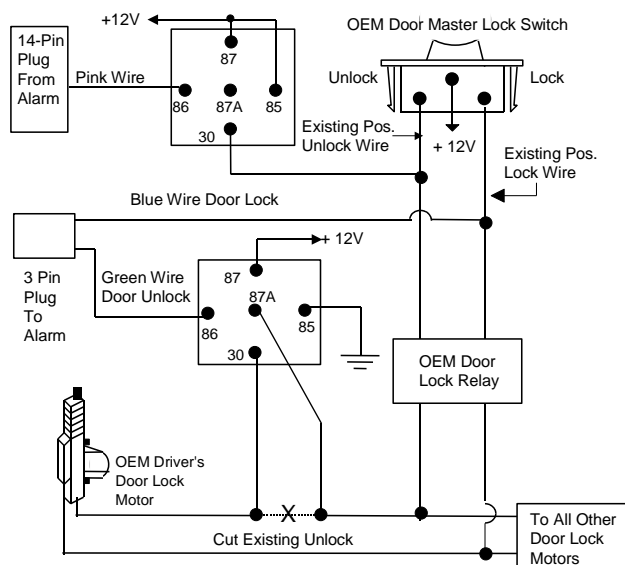 +12V
OEM Door Master Lock Switch
14-Pin
Plug
From
Alarm
Pink Wire
87
86
87A
85
30
Unlock
Lock
Existing Pos.
Unlock Wire
+ 12V
Existing Pos.
Lock Wire
Blue Wire Door Lock
3 Pin
Plug
To
Alarm
Green Wire
Door Unlock
+ 12V
87
87A
86
85
30
OEM Door
Lock Relay
OEM Driver's
Door Lock
Motor
X
Cut Existing Unlock
To All Other
Door Lock
Motors